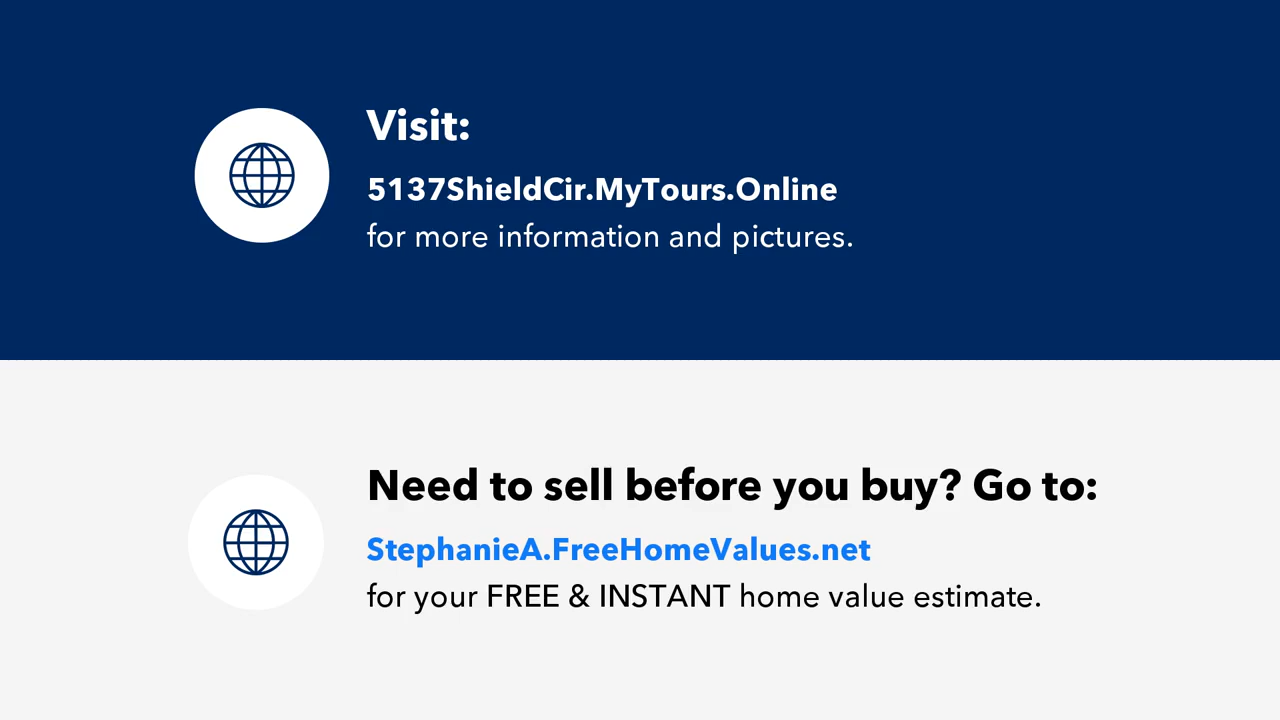 Visit:
5137ShieldCir.MyTours.Online
for more information and pictures.
Need to sell before you buy? Go to:
StephanieA.FreeHomeValues.net
for your FREE & INSTANT home value estimate.